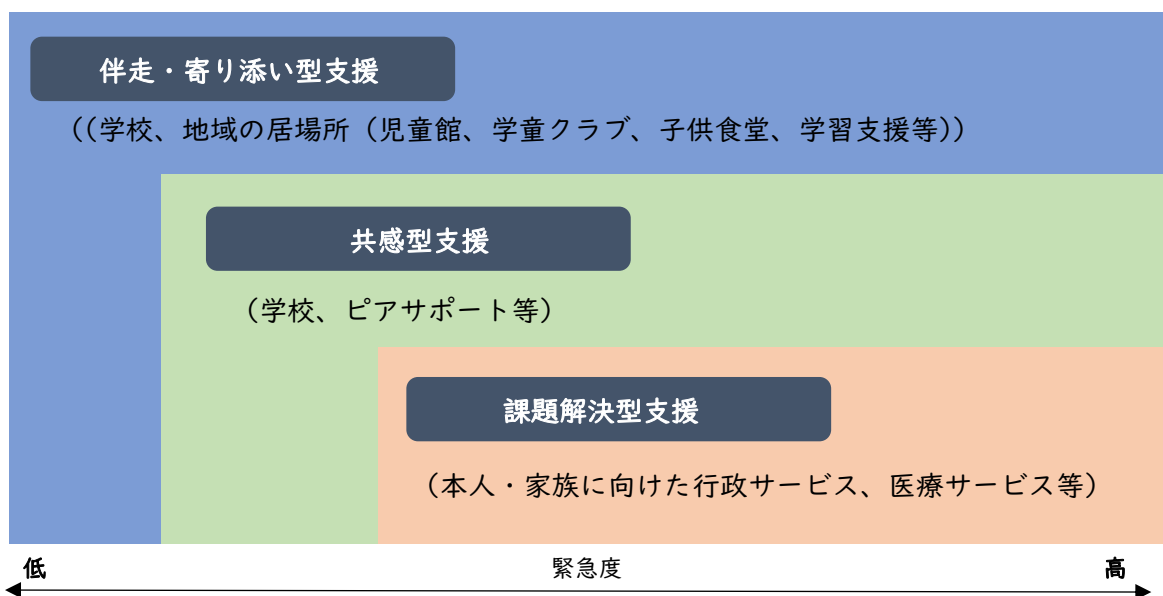 伴走・寄り添い型支援
((学校、地域の居場所（児童館、学童クラブ、子供食堂、学習支援等))
共感型支援
（学校、ピアサポート等）
課題解決型支援
（本人・家族に向けた行政サービス、医療サービス等）
低 緊急度 高